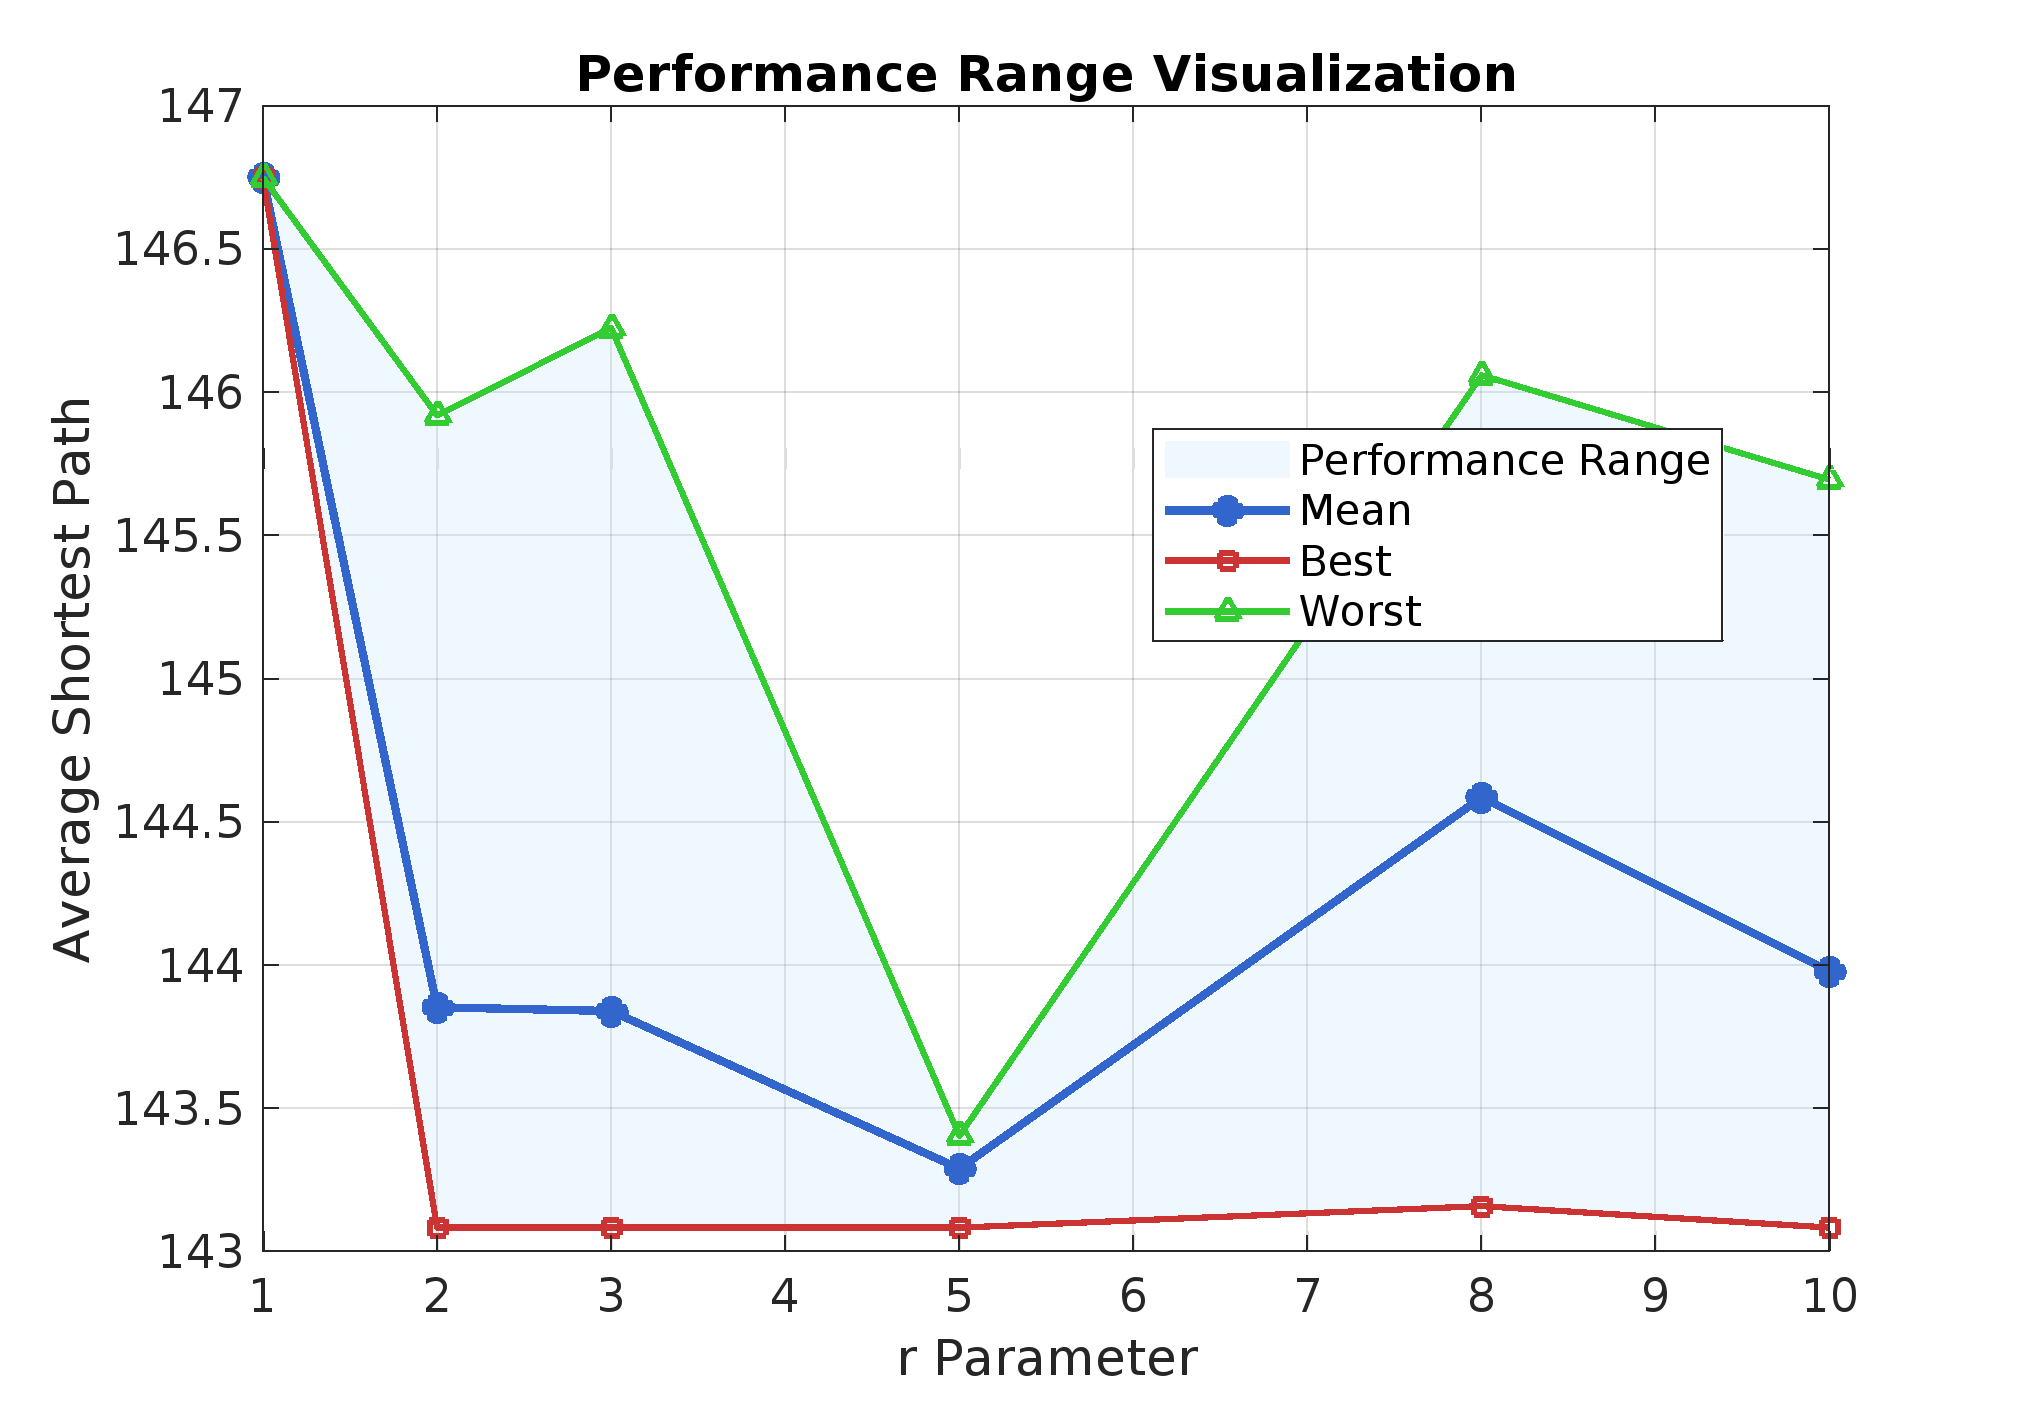 Performance Range Visualization
147
146.5
146
145.5
145
144.5
144
143.5
143
Average Shortest Path
Performance Range
Mean
Best
Worst
1 2 3 4 5 6 7 8 9 10
r Parameter